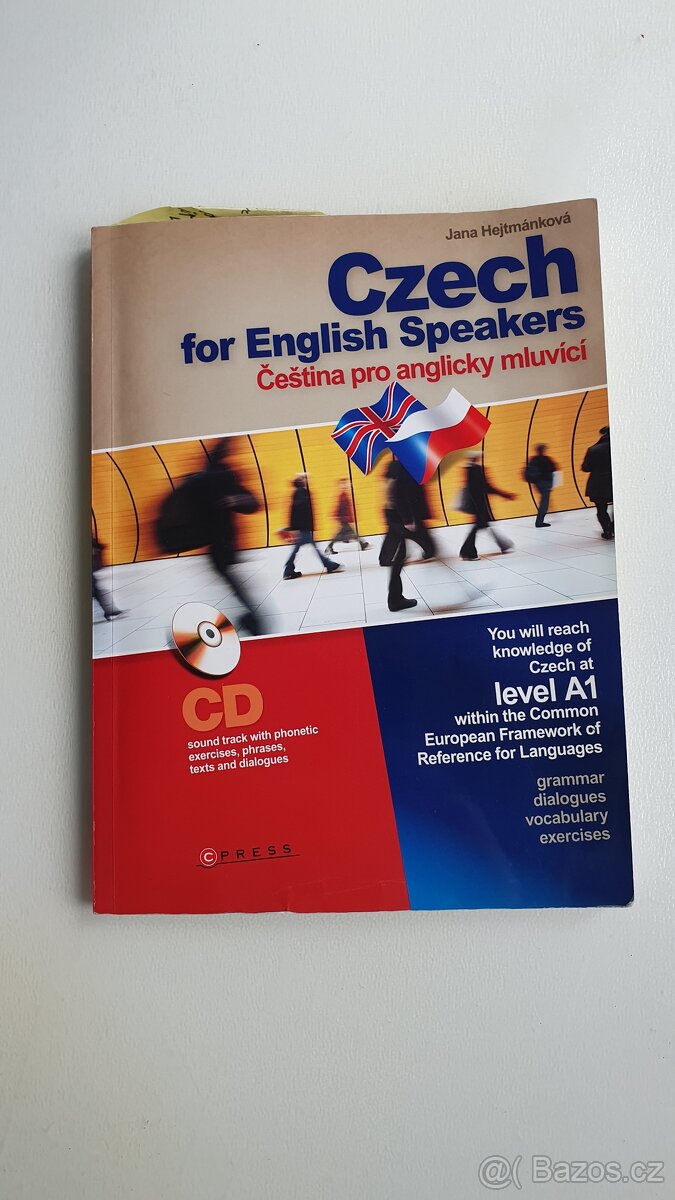 Jana Hejtmánková
Czech
for English Speakers
Čeština pro anglicky mluvící
You will reach
knowledge of
Czech at
level A1
within the Common
European Framework of
Reference for Languages
CD
sound track with phonetic
exercises, phrases,
texts and dialogues
grammar
dialogues
vocabulary
exercises
CPRESS
@( Bazos.cz